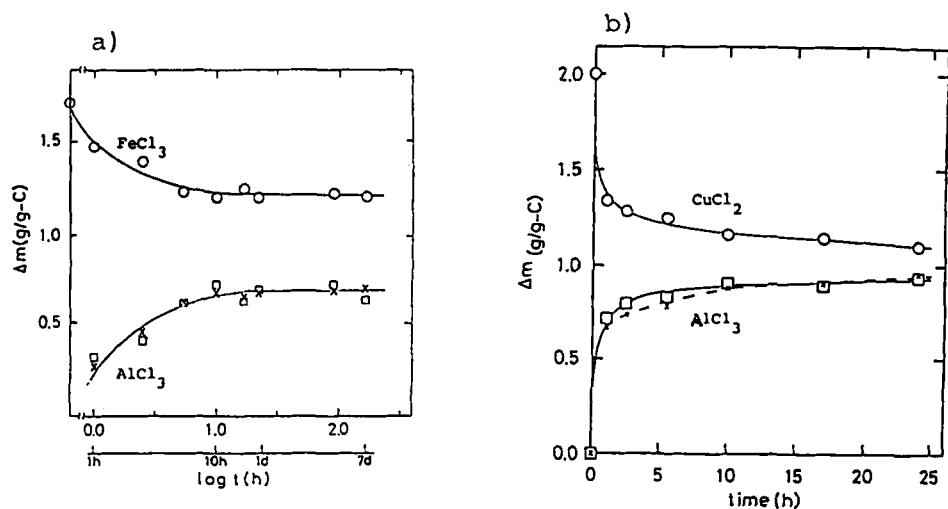 a)
1.5
1.0
0.5
Δm(g/g-C)
FeCl3
AlCl3
0.0 1.0 2.0
1h 10h 1d 7d
log t(h)
b)
2.0
1.5
1.0
0.5
0.0
Δm(g/g-C)
CuCl2
AlCl3
0 5 10 15 20 25
time(h)